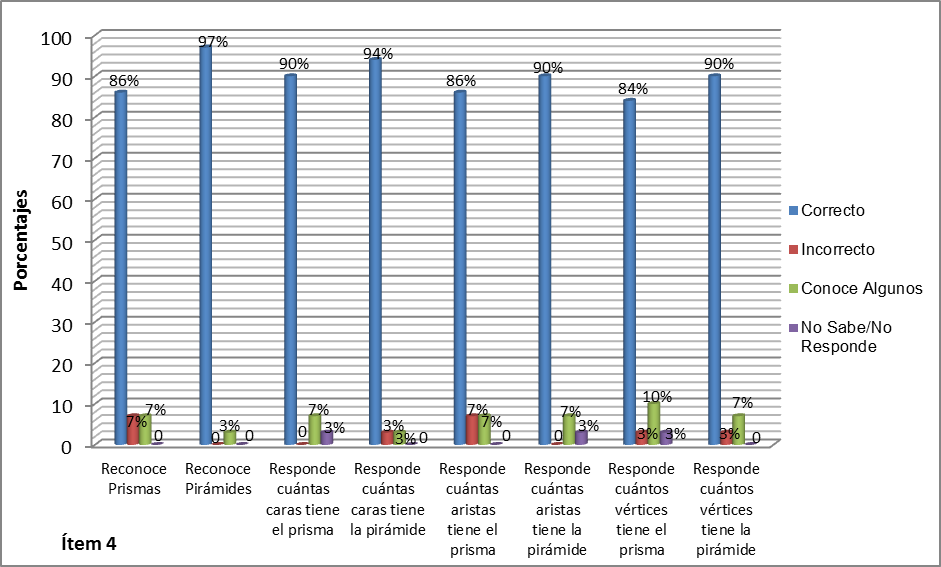 100
90
80
70
60
50
40
30
20
10
0
Porcentajes
86%
7%
7%
0
97%
0
3%
0
90%
0
7%
3%
94%
3%
3%
0
86%
7%
7%
0
90%
0
7%
3%
84%
3%
10%
3%
90%
3%
7%
0
Reconoce
Prismas
Reconoce
Pirámides
Responde
cuántas
caras tiene
el prisma
Responde
cuántas
caras tiene
la pirámide
Responde
cuántas
aristas
tiene el
prisma
Responde
cuántas
aristas
tiene la
pirámide
Responde
cuántos
vértices
tiene el
prisma
Responde
cuántos
vértices
tiene la
pirámide
Correcto
Incorrecto
Conoce Algunos
No Sabe/No
Responde
Ítem 4